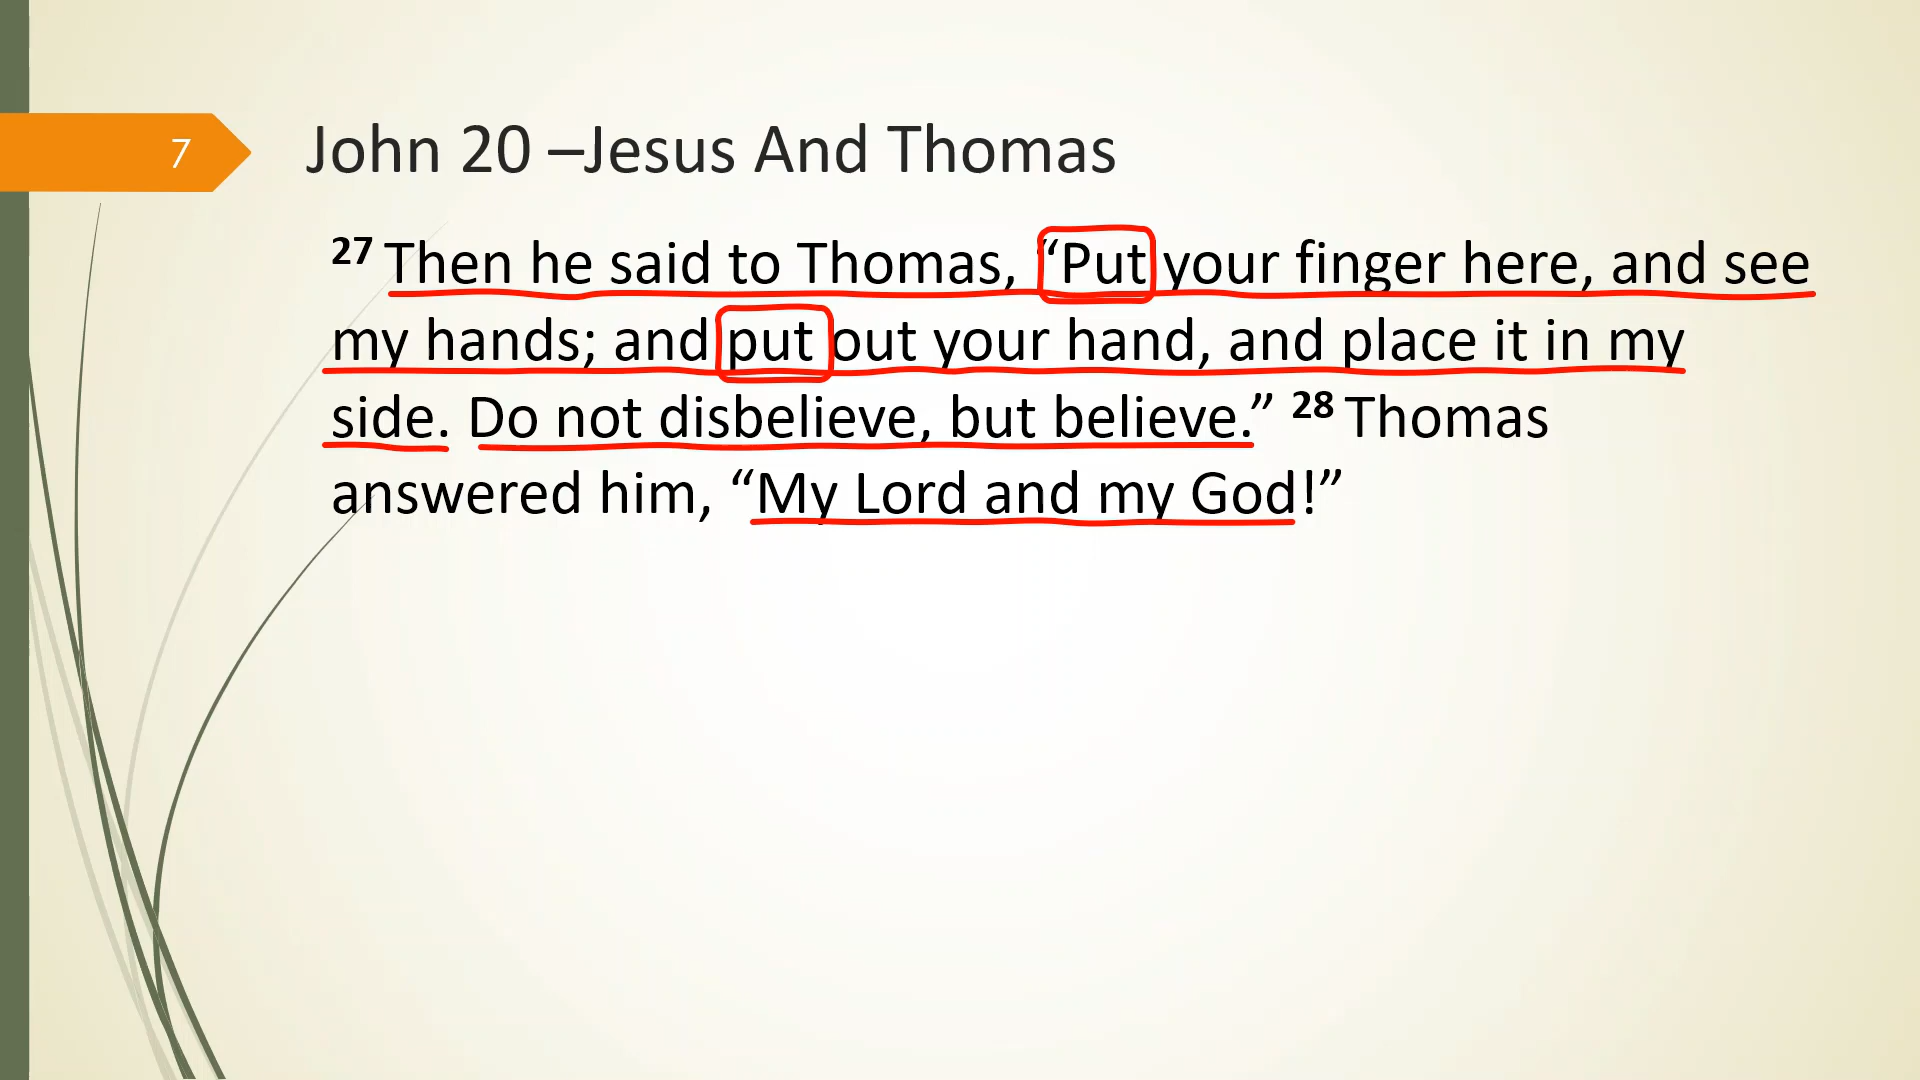 7
John 20 –Jesus And Thomas
27 Then he said to Thomas, “Put your finger here, and see
my hands; and put out your hand, and place it in my
side. Do not disbelieve, but believe.” 28 Thomas
answered him, “My Lord and my God!”